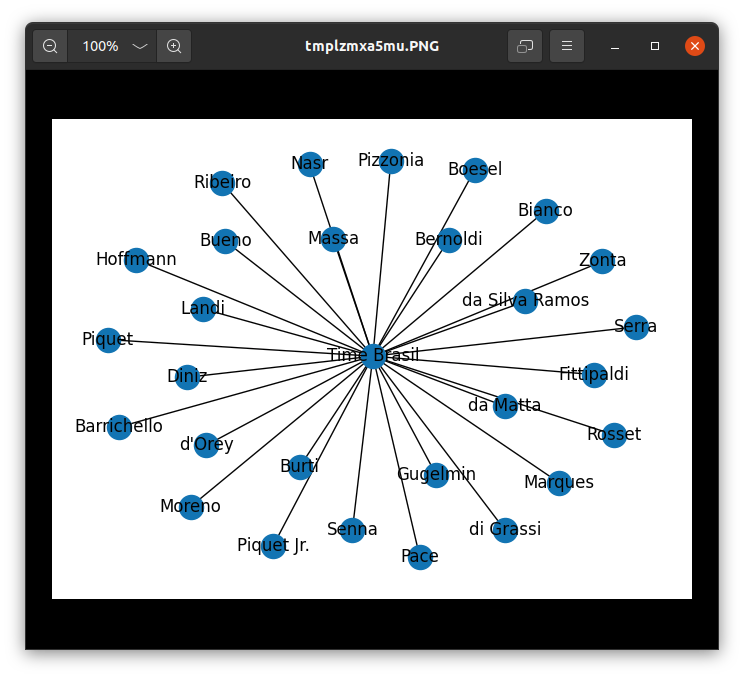 100%
tmplzmxa5mu.PNG
Nasr
Pizzonia
Boesel
Ribeiro
Bianco
Bueno
Massa
Bernoldi
Hoffmann
Zonta
Landi
da Silva Ramos
Serra
Piquet
Time Brasil
Diniz
Fittipaldi
da Matta
Barrichello
d'Orey
Rosset
Burti
Gugelmin
Marques
Moreno
Senna
di Grassi
Piquet Jr.
Pace